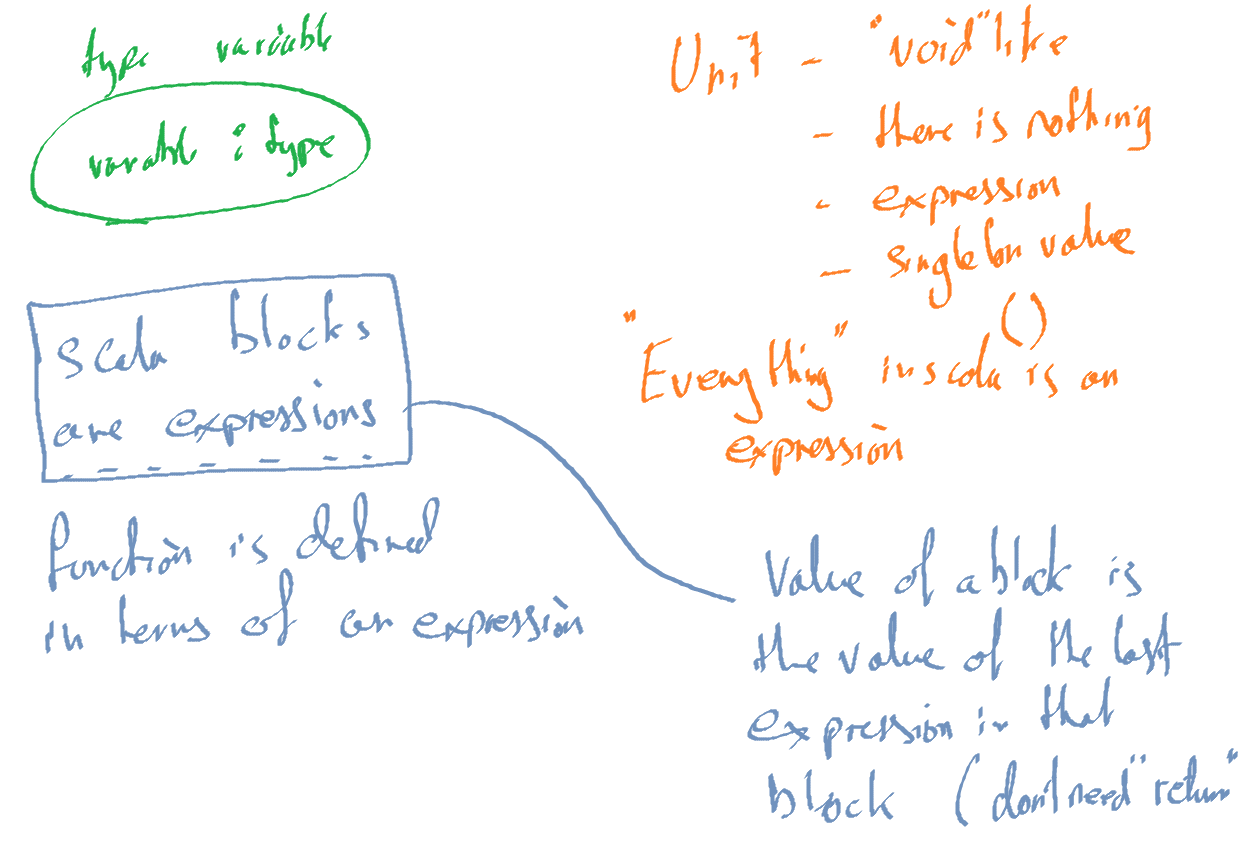 type variable
variable : type
Scala blocks
are expressions
function is defined
in terms of an expression
Unit - "void" like
- there is nothing
- expression
- singleton value
()
"Everything" in scala is an
expression
Value of a block is
the value of the last
expression in that
block (don't need "return"